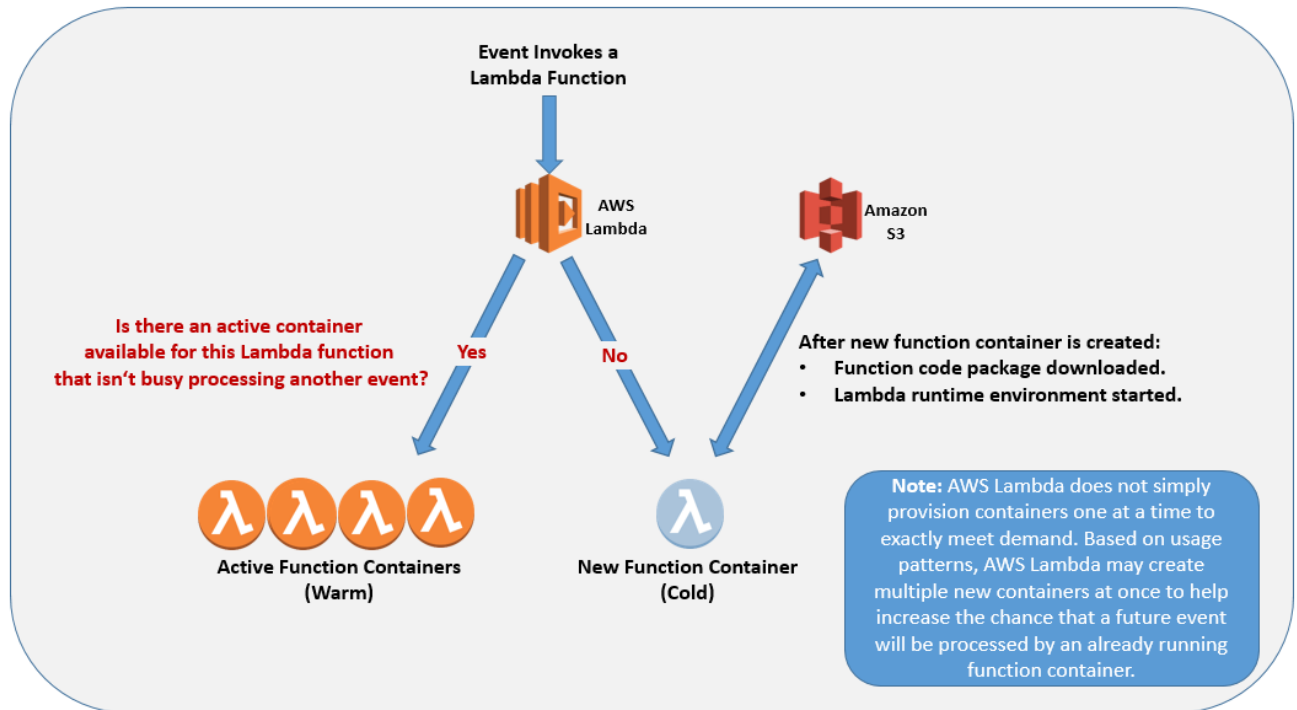 Event Invokes a
Lambda Function
AWS
Lambda
Amazon
S3
Is there an active container
available for this Lambda function
that isn‘t busy processing another event?
Yes
No
After new function container is created:
• Function code package downloaded.
• Lambda runtime environment started.
Active Function Containers
(Warm)
New Function Container
(Cold)
Note: AWS Lambda does not simply
provision containers one at a time to
exactly meet demand. Based on usage
patterns, AWS Lambda may create
multiple new containers at once to help
increase the chance that a future event
will be processed by an already running
function container.